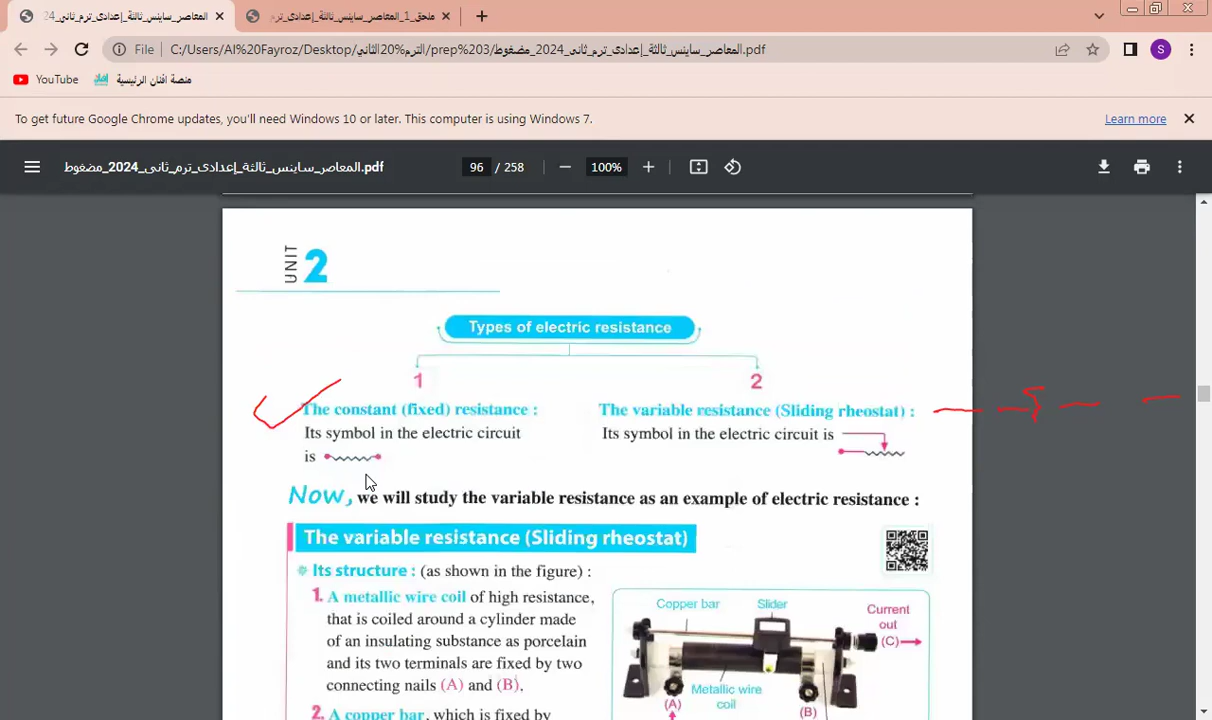 المعاصر_ساينس_ثالثة_إعدادى_ترم_ثانى_24
ملحق_1_المعاصر_ساينس_ثالثة_إعدادى_ترم
File
C:/Users/Al%20Fayroz/Desktop/الترم%20الثاني/prep%203/المعاصر_ساينس_ثالثة_إعدادى_ترم_ثانى_2024_مضغوط.pdf
S
YouTube
منصة افنان الرئيسية
To get future Google Chrome updates, you'll need Windows 10 or later. This computer is using Windows 7.
Learn more
المعاصر_ساينس_ثالثة_إعدادى_ترم_ثانى_2024_مضغوط.pdf
96 / 258
100%
UNIT 2
Types of electric resistance
1
2
The constant (fixed) resistance :
Its symbol in the electric circuit
is
The variable resistance (Sliding rheostat) :
Its symbol in the electric circuit is
Now, we will study the variable resistance as an example of electric resistance :
The variable resistance (Sliding rheostat)
Its structure : (as shown in the figure) :
1. A metallic wire coil of high resistance,
that is coiled around a cylinder made
of an insulating substance as porcelain
and its two terminals are fixed by two
connecting nails (A) and (B).
2. A copper bar, which is fixed by
Copper bar
Slider
Current
out
(C)
Metallic wire
coil
(A)
(B)